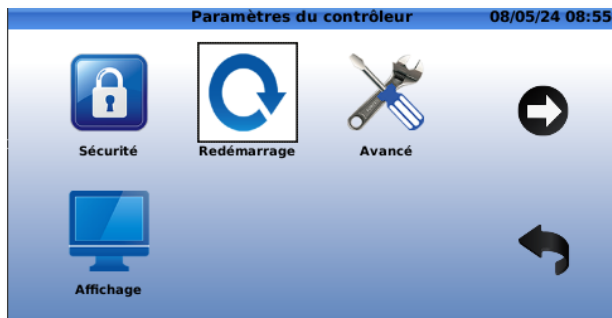 Paramètres du contrôleur 08/05/24 08:55
Sécurité Redémarrage Avancé
Affichage